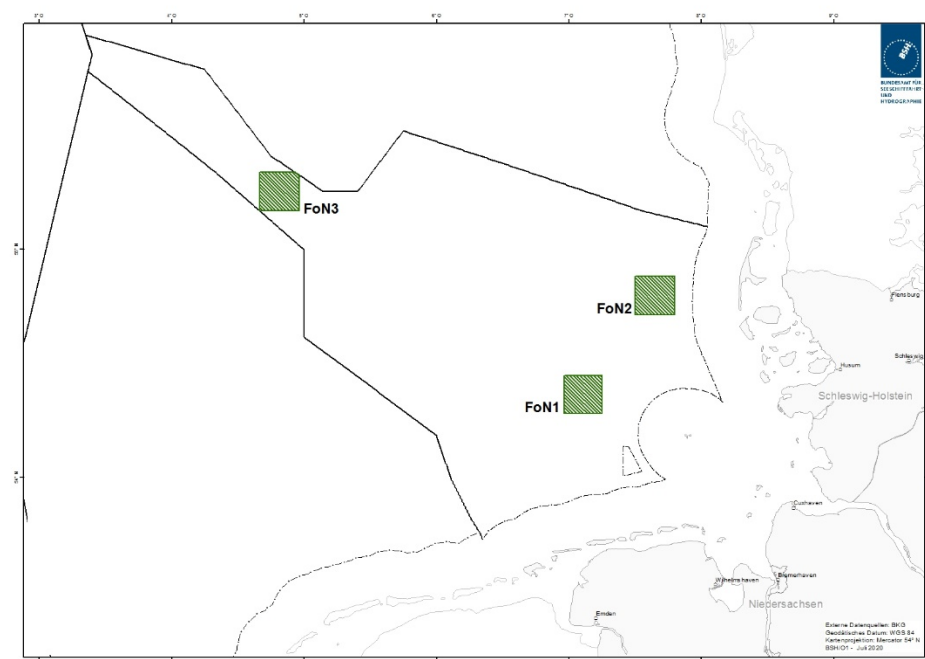 BSH
BUNDESAMT FÜR
SEESCHIFFFAHRT
UND
HYDROGRAPHIE
FoN3
FoN2
FoN1
Flensburg
Schleswig
Husum
Schleswig-Holstein
Cuxhaven
Wilhelmshaven
Bremerhaven
Niedersachsen
Emden
Externe Datenquellen: BKG
Geodätisches Datum: WGS 84
Kartenprojektion: Mercator 54° N
BSH/O1 - Juli 2020